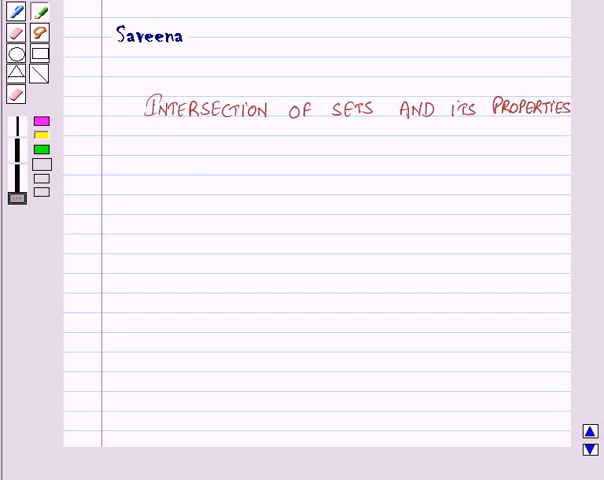 Saveena
INTERSECTION OF SETS AND ITS PROPERTIES